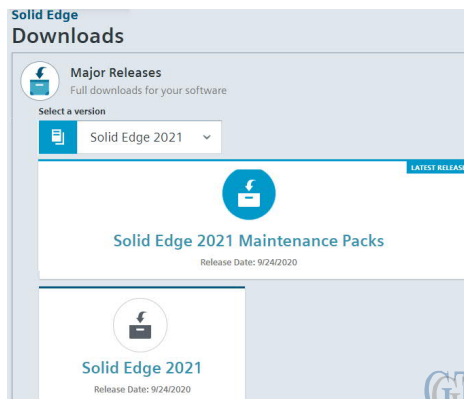 Solid Edge
Downloads
Major Releases
Full downloads for your software
Select a version
Solid Edge 2021
LATEST RELEASE
Solid Edge 2021 Maintenance Packs
Release Date: 9/24/2020
Solid Edge 2021
Release Date: 9/24/2020